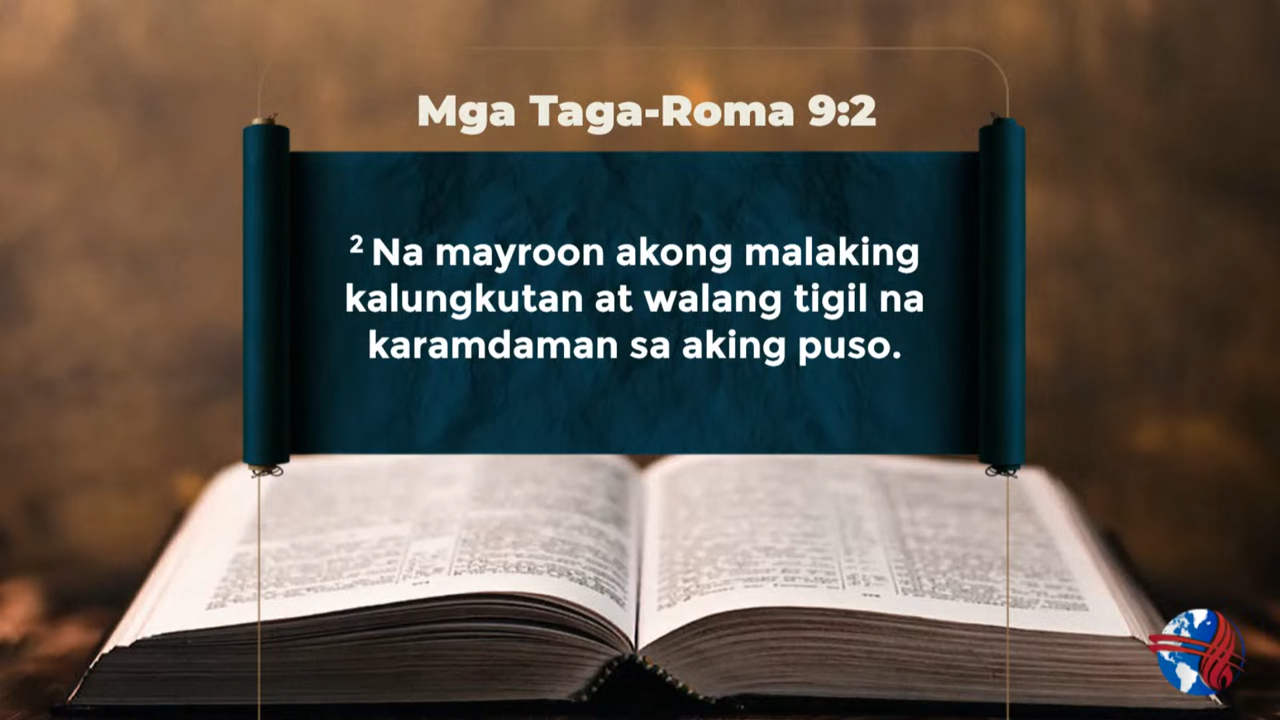 Mga Taga-Roma 9:2
² Na mayroon akong malaking
kalungkutan at walang tigil na
karamdaman sa aking puso.